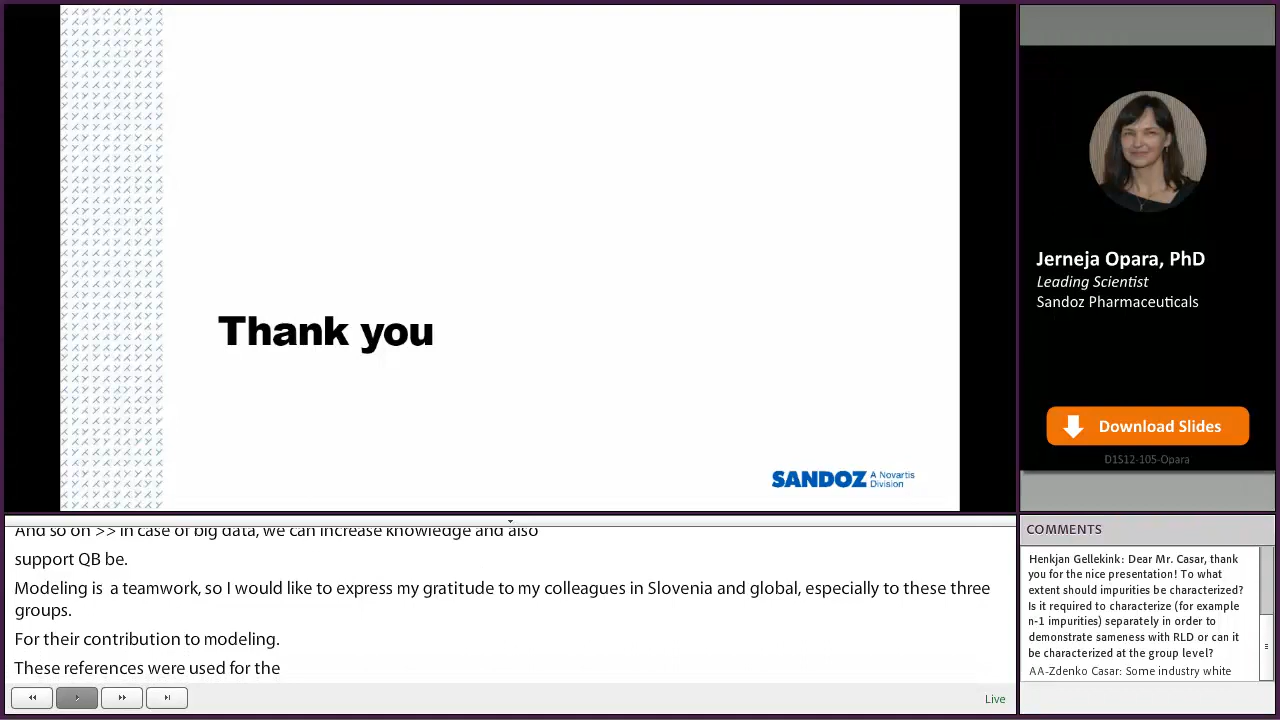 Thank you
SANDOZ A Novartis
Division
Jerneja Opara, PhD
Leading Scientist
Sandoz Pharmaceuticals
Download Slides
D1S12-105-Opara
And so on >> in case of big data, we can increase knowledge and also
support QB be.
Modeling is a teamwork, so I would like to express my gratitude to my colleagues in Slovenia and global, especially to these three
groups.
For their contribution to modeling.
These references were used for the
Live
COMMENTS
Henkjan Gellekink: Dear Mr. Casar, thank
you for the nice presentation! To what
extent should impurities be characterized?
Is it required to characterize (for example
n-1 impurities) separately in order to
demonstrate sameness with RLD or can it
be characterized at the group level?
AA-Zdenko Casar: Some industry white